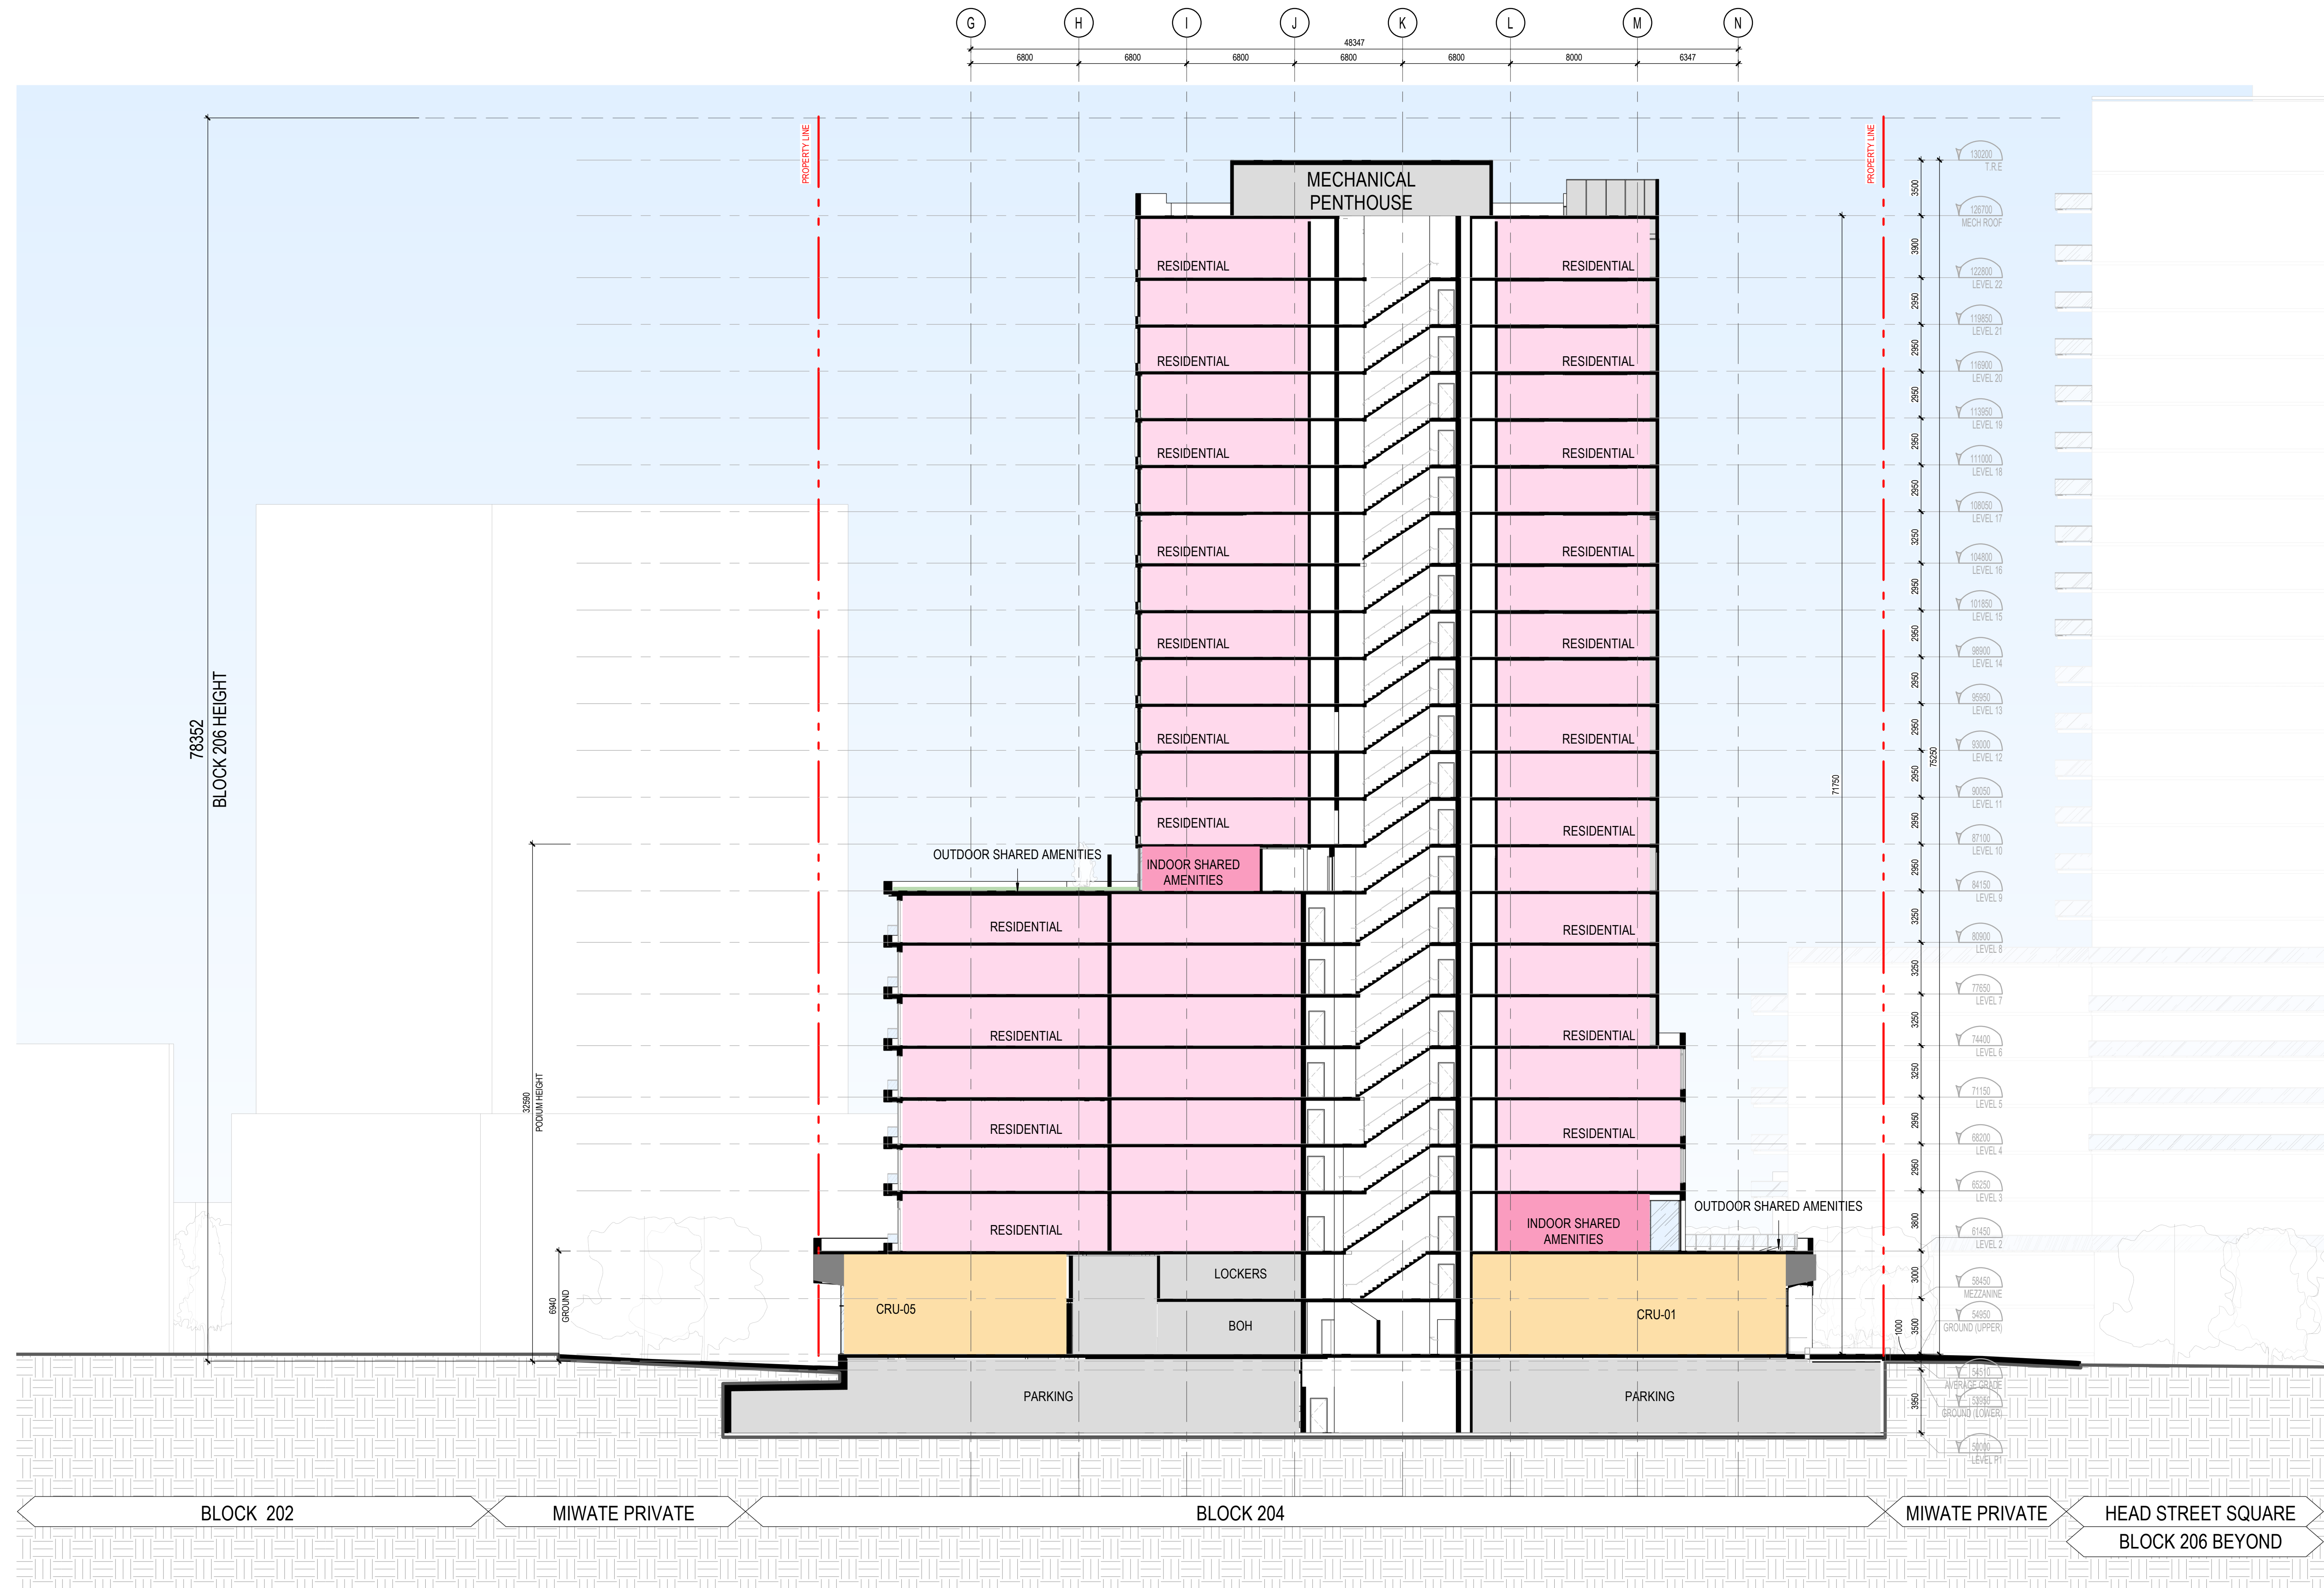 G H I J K L M N
48347
6800 6800 6800 6800 6800 8000 6347
PROPERTY LINE
PROPERTY LINE
MECHANICAL
PENTHOUSE
RESIDENTIAL RESIDENTIAL
RESIDENTIAL RESIDENTIAL
RESIDENTIAL RESIDENTIAL
RESIDENTIAL RESIDENTIAL
RESIDENTIAL RESIDENTIAL
RESIDENTIAL RESIDENTIAL
RESIDENTIAL RESIDENTIAL
OUTDOOR SHARED AMENITIES
INDOOR SHARED
AMENITIES
RESIDENTIAL RESIDENTIAL
RESIDENTIAL RESIDENTIAL
RESIDENTIAL RESIDENTIAL
RESIDENTIAL
INDOOR SHARED
AMENITIES
OUTDOOR SHARED AMENITIES
LOCKERS
CRU-05
BOH
CRU-01
PARKING PARKING
78352
BLOCK 206 HEIGHT
32590
PODIUM HEIGHT
6940
GROUND
71750
75250
3500
3900
2950
2950
2950
2950
2950
3250
2950
2950
2950
2950
2950
2950
2950
3250
3250
3250
3250
2950
2950
3800
3000
3500
1000
3950
130200
T.R.E
126700
MECH ROOF
122800
LEVEL 22
119850
LEVEL 21
116900
LEVEL 20
113950
LEVEL 19
111000
LEVEL 18
108050
LEVEL 17
104800
LEVEL 16
101850
LEVEL 15
98900
LEVEL 14
95950
LEVEL 13
93000
LEVEL 12
90050
LEVEL 11
87100
LEVEL 10
84150
LEVEL 9
80900
LEVEL 8
77650
LEVEL 7
74400
LEVEL 6
71150
LEVEL 5
68200
LEVEL 4
65250
LEVEL 3
61450
LEVEL 2
58450
MEZZANINE
54950
GROUND (UPPER)
54510
AVERAGE GRADE
53950
GROUND (LOWER)
50000
LEVEL P1
BLOCK 202
MIWATE PRIVATE
BLOCK 204
MIWATE PRIVATE
HEAD STREET SQUARE
BLOCK 206 BEYOND